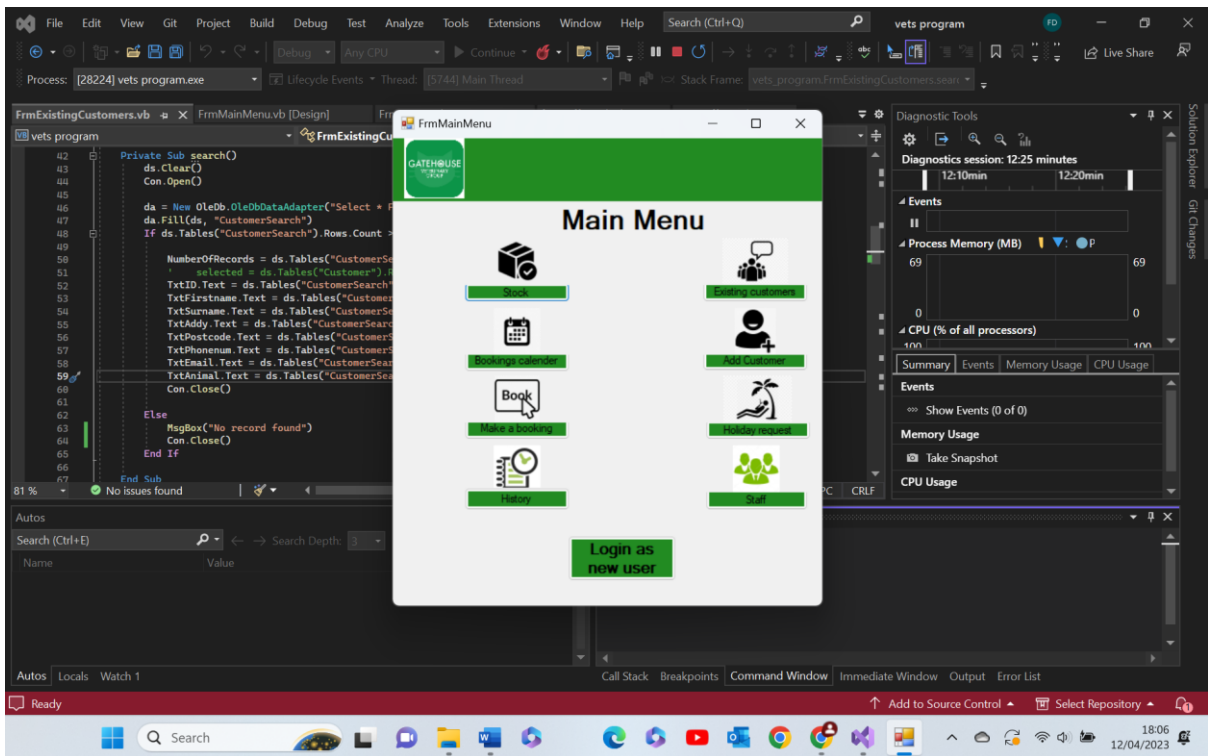 File Edit View Git Project Build Debug Test Analyze Tools Extensions Window Help Search (Ctrl+Q) vets program FD
Debug Any CPU Continue Live Share
Process: [28224] vets program.exe Lifecycle Events Thread: [5744] Main Thread Stack Frame: vets_program.FrmExistingCustomers.sear
FrmExistingCustomers.vb FrmMainMenu.vb [Design]
vets program FrmExistingCu
42 Private Sub search()
43 ds.Clear()
44 Con.Open()
45
46 da = New OleDb.OleDbDataAdapter("Select *
47 da.Fill(ds, "CustomerSearch")
48 If ds.Tables("CustomerSearch").Rows.Count >
49
50 NumberOfRecords = ds.Tables("CustomerSe
51 ' selected = ds.Tables("Customer").R
52 TxtID.Text = ds.Tables("CustomerSearch"
53 TxtFirstname.Text = ds.Tables("Customer
54 TxtSurname.Text = ds.Tables("CustomerS
55 TxtAddy.Text = ds.Tables("CustomerSearc
56 TxtPostcode.Text = ds.Tables("CustomerS
57 TxtPhonenum.Text = ds.Tables("CustomerS
58 TxtEmail.Text = ds.Tables("CustomerSear
59 TxtAnimal.Text = ds.Tables("CustomerSea
60 Con.Close()
61
62 Else
63 MsgBox("No record found")
64 Con.Close()
65 End If
66
67 End Sub
81 % No issues found CRLF
FrmMainMenu
GATEHOUSE
Main Menu
Stock Existing customers
Bookings calender Add Customer
Book
Make a booking Holiday request
History Staff
Login as
new user
Diagnostic Tools
Diagnostics session: 12:25 minutes
12:10min 12:20min
Events
Process Memory (MB) P
69 69
0 0
CPU (% of all processors)
100 100
Summary Events Memory Usage CPU Usage
Events
Show Events (0 of 0)
Memory Usage
Take Snapshot
CPU Usage
Solution Explorer
Git Changes
Autos
Search (Ctrl+E) Search Depth: 3
Name Value
Autos Locals Watch 1
Call Stack Breakpoints Command Window Immediate Window Output Error List
Ready Add to Source Control Select Repository
Search
18:06
12/04/2023